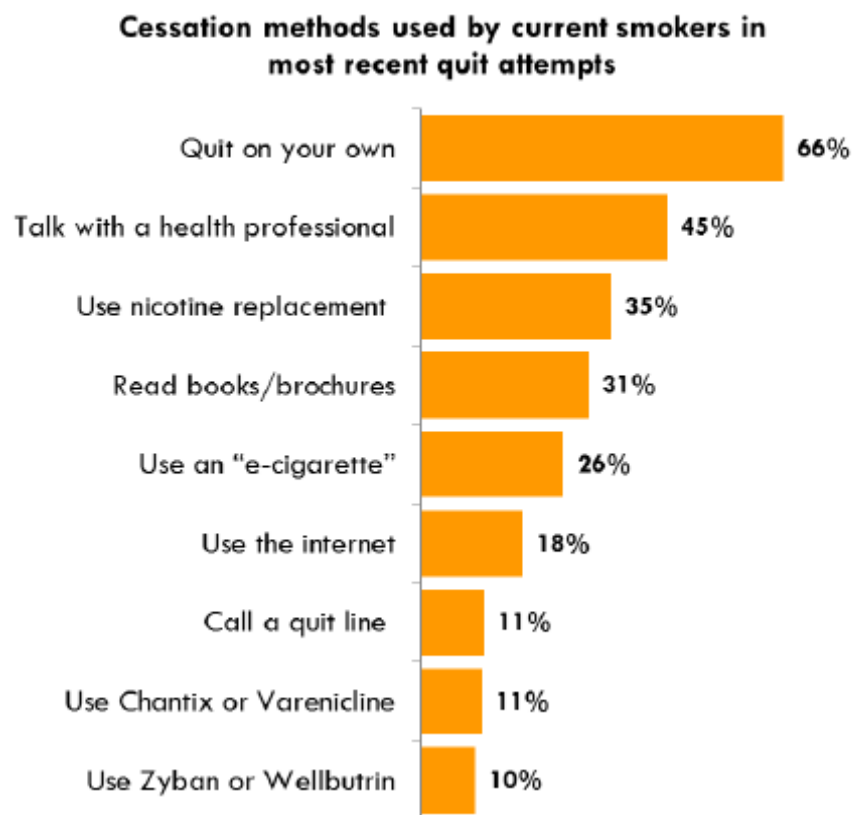 Cessation methods used by current smokers in
most recent quit attempts
Quit on your own 66%
Talk with a health professional 45%
Use nicotine replacement 35%
Read books/brochures 31%
Use an “e-cigarette” 26%
Use the internet 18%
Call a quit line 11%
Use Chantix or Varenicline 11%
Use Zyban or Wellbutrin 10%